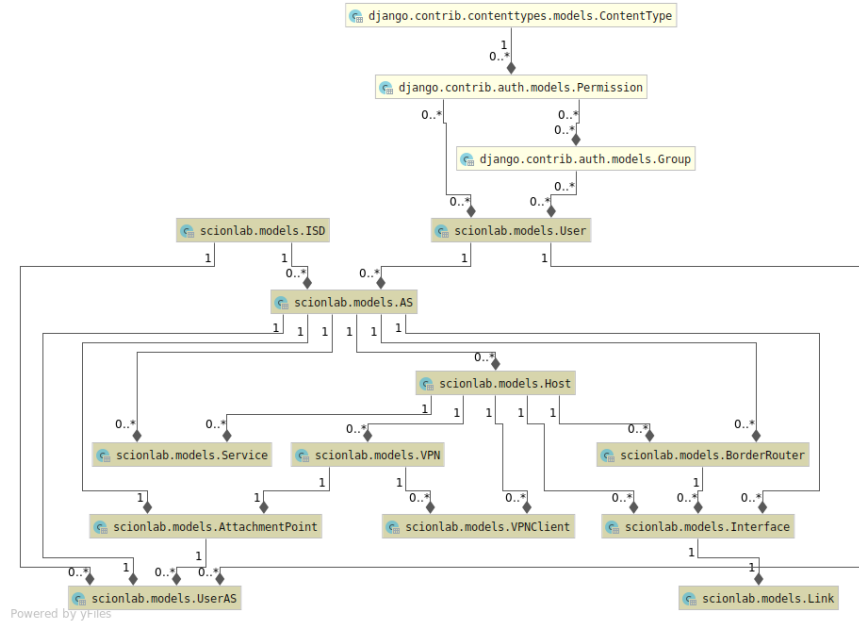 django.contrib.contenttypes.models.ContentType
1
0..*
django.contrib.auth.models.Permission
0..* 0..*
0..*
django.contrib.auth.models.Group
0..*
0..* 0..*
scionlab.models.ISD scionlab.models.User
1 1 1 1
0..* 0..*
scionlab.models.AS
1 1 1 1 1 1
0..*
scionlab.models.Host
1 1 1 1 1
0..* 0..* 0..* 0..* 0..*
scionlab.models.Service scionlab.models.VPN scionlab.models.BorderRouter
1 1 1
1 1 0..* 0..* 0..* 0..* 0..*
scionlab.models.AttachmentPoint scionlab.models.VPNClient scionlab.models.Interface
1 1
0..* 1 0..* 0..* 1
scionlab.models.UserAS scionlab.models.Link
Powered by yFiles